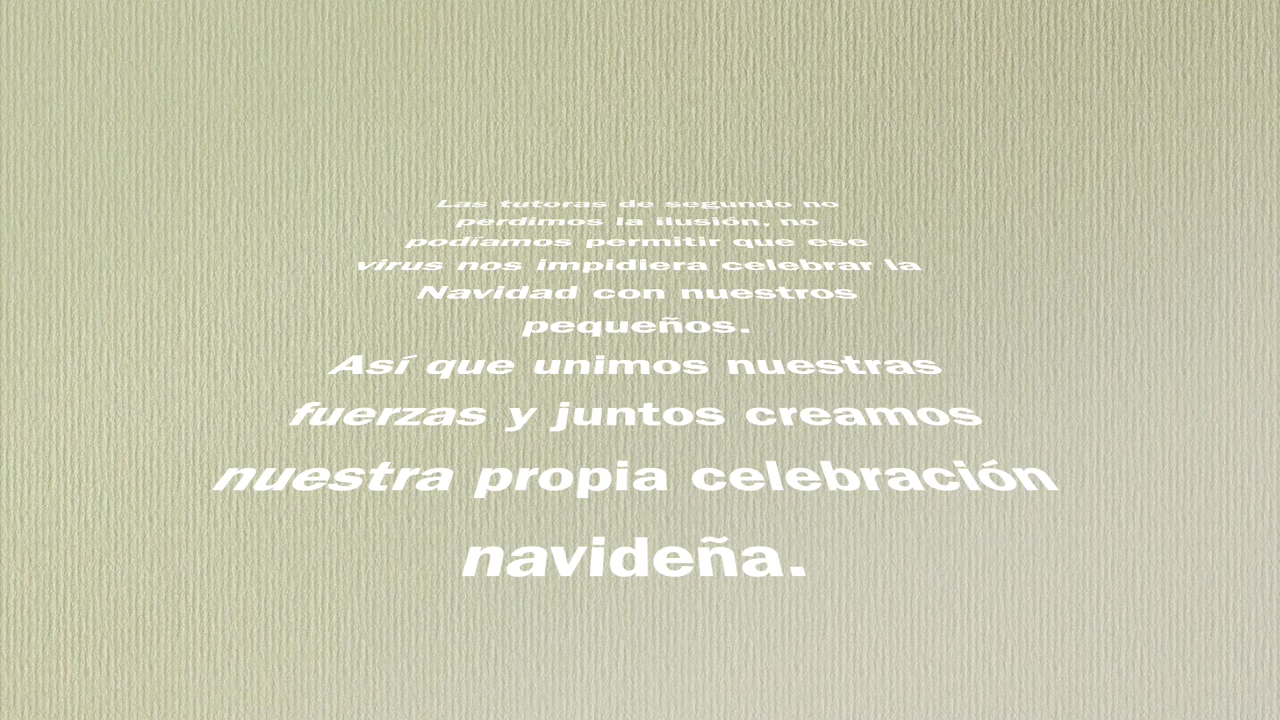 Las tutoras de segundo no
perdimos la ilusión, no
podíamos permitir que ese
virus nos impidiera celebrar la
Navidad con nuestros
pequeños.
Así que unimos nuestras
fuerzas y juntos creamos
nuestra propia celebración
navideña.